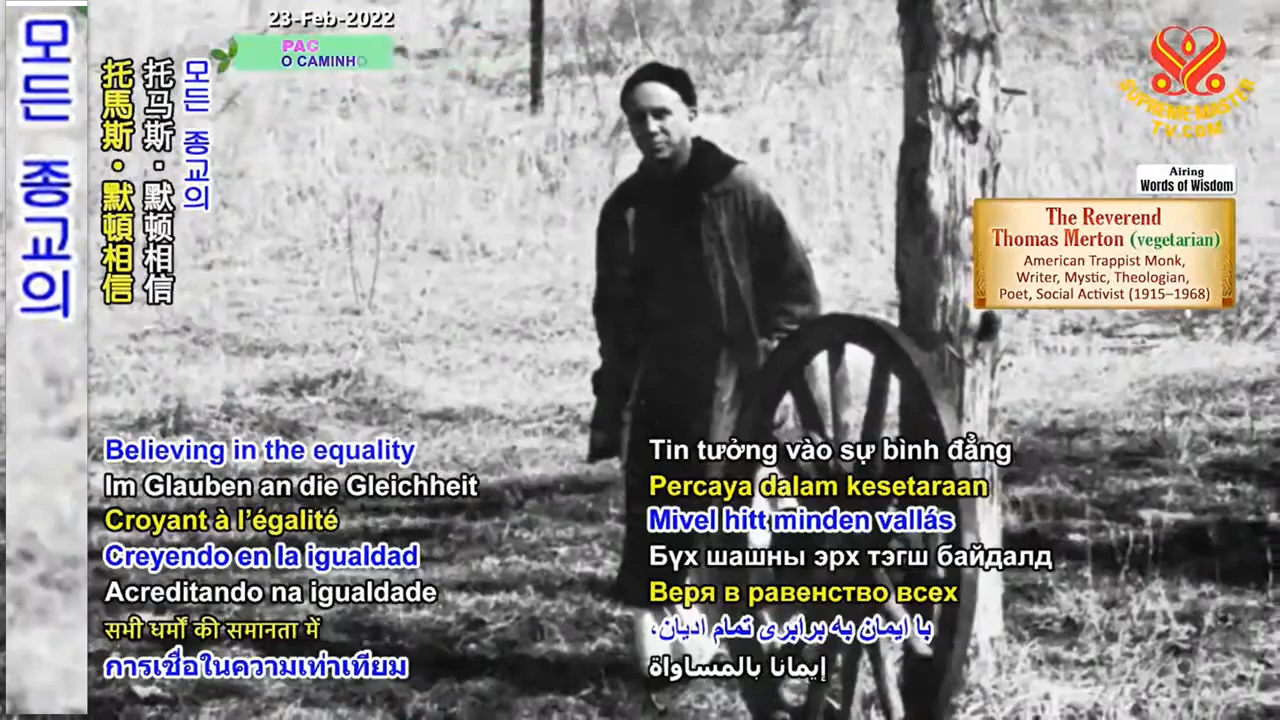 모든 종교의
23-Feb-2022
PAC
O CAMINHO
托馬斯·默頓相信
托马斯·默顿相信
모든 종교의
SUPREME MASTER
TV.COM
Airing
Words of Wisdom
The Reverend
Thomas Merton (vegetarian)
American Trappist Monk,
Writer, Mystic, Theologian,
Poet, Social Activist (1915–1968)
Believing in the equality
Im Glauben an die Gleichheit
Croyant à l’égalité
Creyendo en la igualdad
Acreditando na igualdade
सभी धर्मों की समानता में
การเชื่อในความเท่าเทียม
Tin tưởng vào sự bình đẳng
Percaya dalam kesetaraan
Mivel hitt minden vallás
Бүх шашны эрх тэгш байдалд
Веря в равенство всех
با ایمان به برابری تمام ادیان،
إيمانا بالمساواة